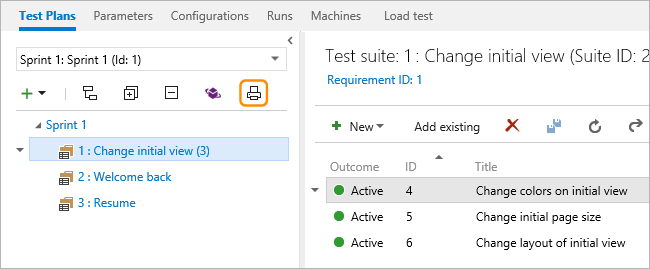 Test Plans Parameters Configurations Runs Machines Load test
Sprint 1: Sprint 1 (Id: 1)
Sprint 1
1 : Change initial view (3)
2 : Welcome back
3 : Resume
Test suite: 1 : Change initial view (Suite ID: 2
Requirement ID: 1
New Add existing
Outcome ID Title
Active 4 Change colors on initial view
Active 5 Change initial page size
Active 6 Change layout of initial view